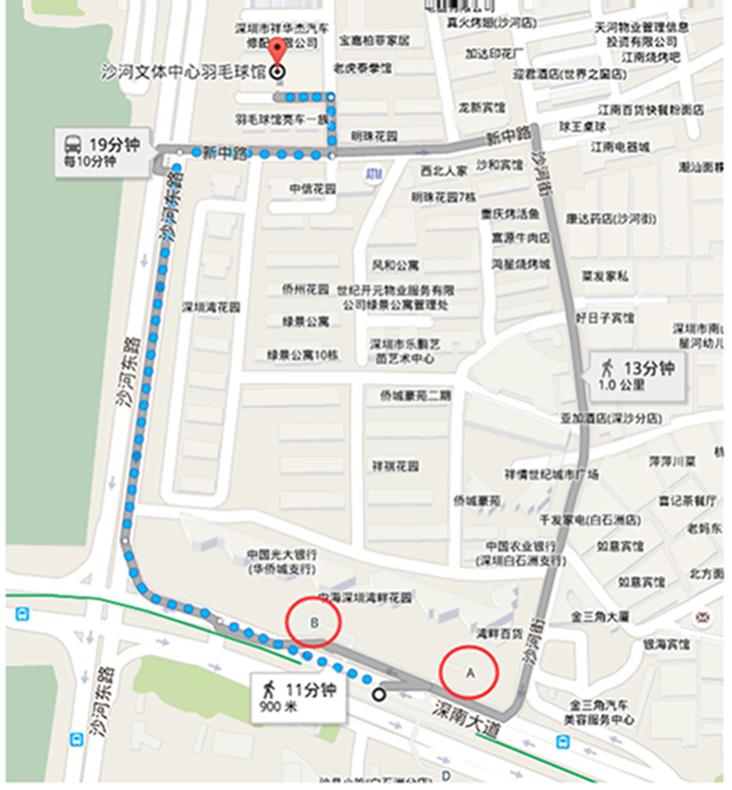 真火烤翅(沙河店)
深圳市祥华杰汽车
修配有限公司
宝嘉柏菲家居
加达印花厂
天河物业管理信息
投资有限公司
江南烧烤吧
沙河文体中心羽毛球馆
老虎泰拳馆
迎君酒店(世界之窗店)
龙新宾馆
江南百货快餐粉面店
羽毛球馆亮车一族
明珠花园
新中路
球王桌球
19分钟
每10分钟
新中路
江南电器城
沙河街
ATM
西北人家
沙和宾馆
中信花园
明珠花园7栋
沙河东路
重庆烤活鱼
康达药店(沙河街)
富源牛肉店
风和公寓
鸿星烧烤城
菜发家私
侨州花园
世纪开元物业服务有限
公司绿景公寓管理处
深圳湾花园
绿景公寓
好日子宾馆
深圳市南山
星河幼儿
绿景公寓10栋
深圳市乐鹏艺
苗艺术中心
沙河东路
13分钟
1.0 公里
侨城豪苑二期
亚加酒店(深沙分店)
祥祺花园
祥情世纪城市广场
萍萍川菜
侨城豪苑
喜记茶餐厅
千发家电(白石洲店)
老妈东
中国光大银行
(华侨城支行)
中国农业银行
(深圳白石洲支行)
如意宾馆
北方面
如意宾馆
中海深圳湾畔花园
B
湾畔百货
金三角大厦
沙河街
银海宾馆
A
11分钟
900 米
沙河东路
深南大道
金三角汽车
美容服务中心
D